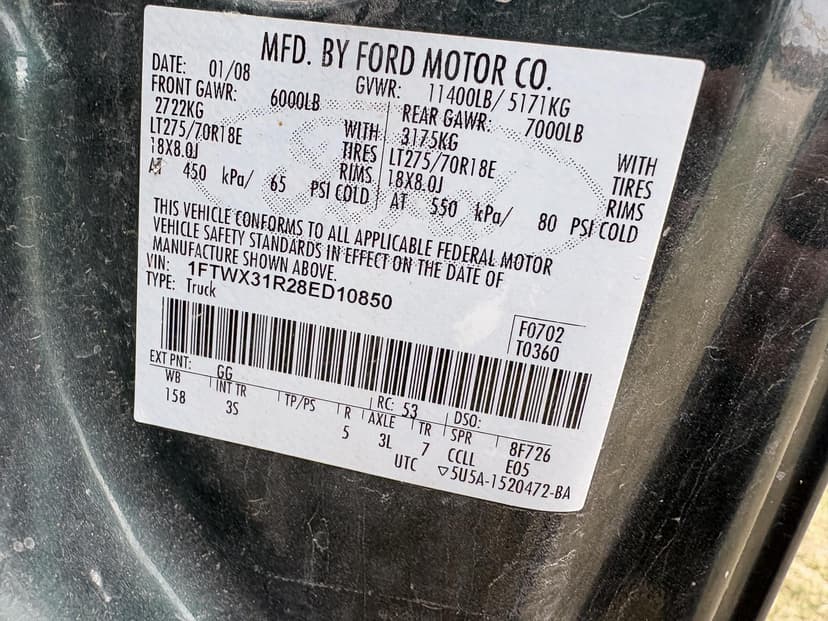 MFD. BY FORD MOTOR CO.
DATE: 01/08 GVWR: 11400LB/ 5171KG
FRONT GAWR: 6000LB REAR GAWR: 7000LB
2722KG WITH 3175KG WITH
LT275/70R18E TIRES LT275/70R18E TIRES
18X8.0J RIMS 18X8.0J RIMS
AT 450 kPa/ 65 PSI COLD AT 550 kPa/ 80 PSI COLD
THIS VEHICLE CONFORMS TO ALL APPLICABLE FEDERAL MOTOR
VEHICLE SAFETY STANDARDS IN EFFECT ON THE DATE OF
MANUFACTURE SHOWN ABOVE.
VIN: 1FTWX31R28ED10850
TYPE: Truck
F0702
T0360
EXT PNT: GG RC: 53 DSO:
WB INT TR TP/PS R AXLE TR SPR 8F726
158 3S 5 3L 7 CCLL E05
UTC ▽5U5A-1520472-BA